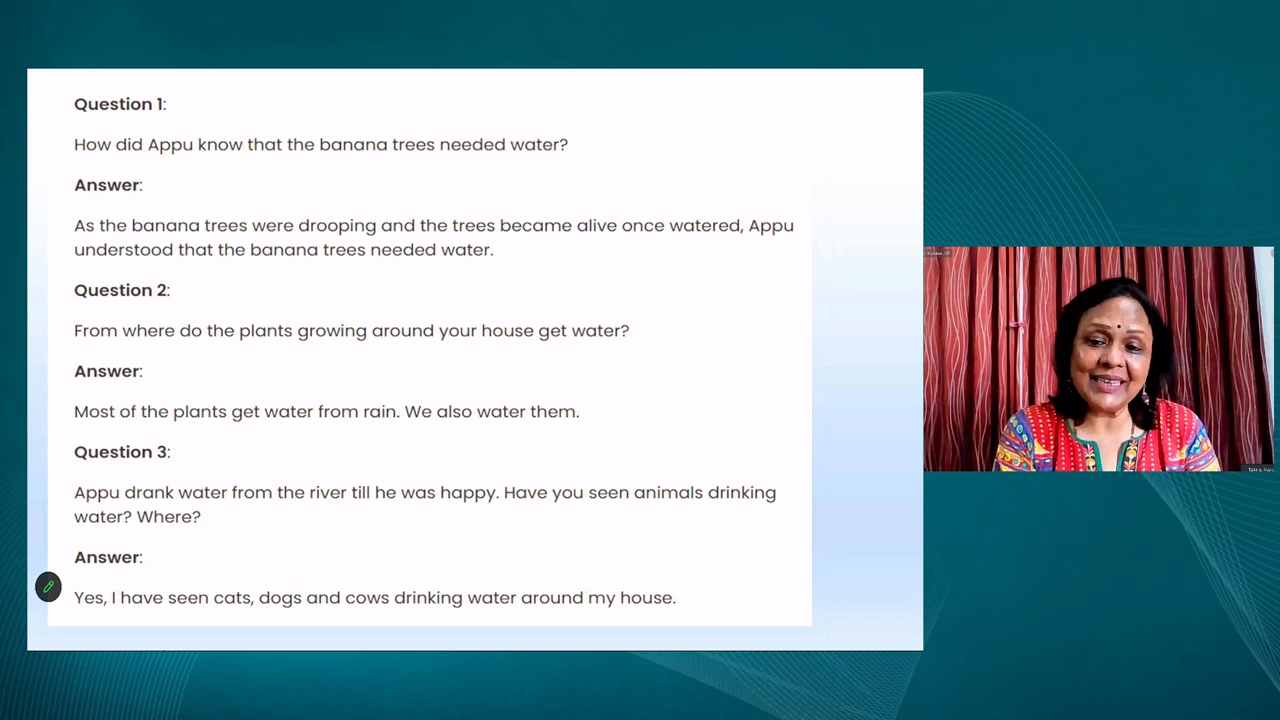 Question 1:
How did Appu know that the banana trees needed water?
Answer:
As the banana trees were drooping and the trees became alive once watered, Appu
understood that the banana trees needed water.
Question 2:
From where do the plants growing around your house get water?
Answer:
Most of the plants get water from rain. We also water them.
Question 3:
Appu drank water from the river till he was happy. Have you seen animals drinking
water? Where?
Answer:
Yes, I have seen cats, dogs and cows drinking water around my house.